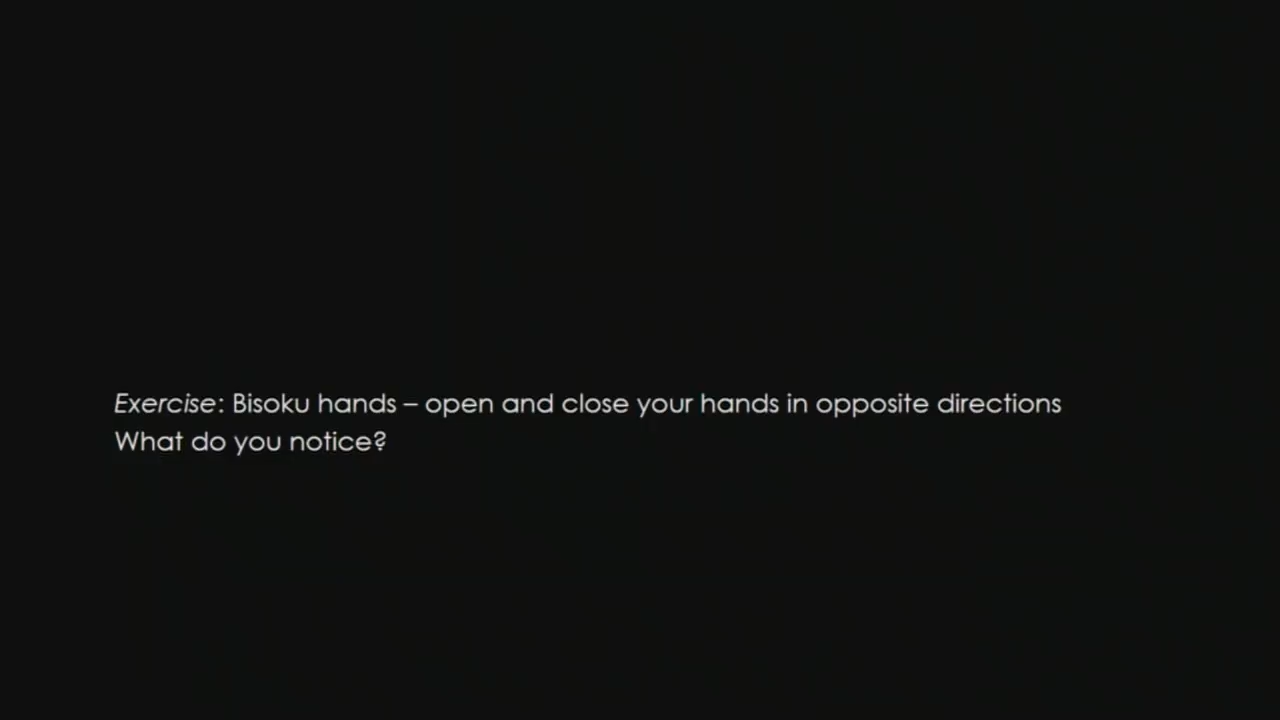 Exercise: Bisoku hands – open and close your hands in opposite directions
What do you notice?